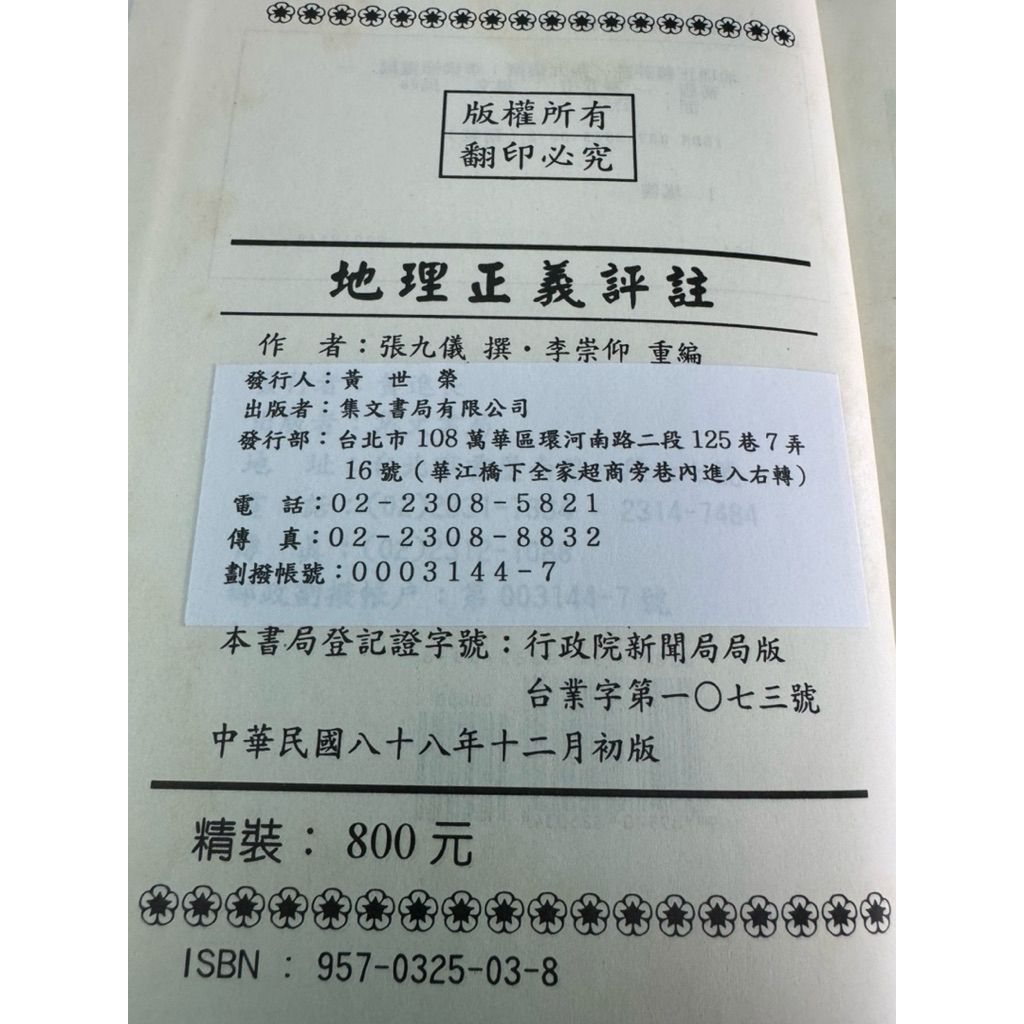 版權所有
翻印必究
地理正義評註
作 者：張九儀 撰・李崇仰 重編
發行人：黃 世 榮
出版者：集文書局有限公司
發行部：台北市 108 萬華區環河南路二段 125 巷 7 弄
16 號（華江橋下全家超商旁巷內進入右轉）
電 話：02-2308-5821
傳 真：02-2308-8832
劃撥帳號：0003144-7
本書局登記證字號：行政院新聞局局版
台業字第一〇七三號
中華民國八十八年十二月初版
精裝： 800 元
ISBN : 957-0325-03-8